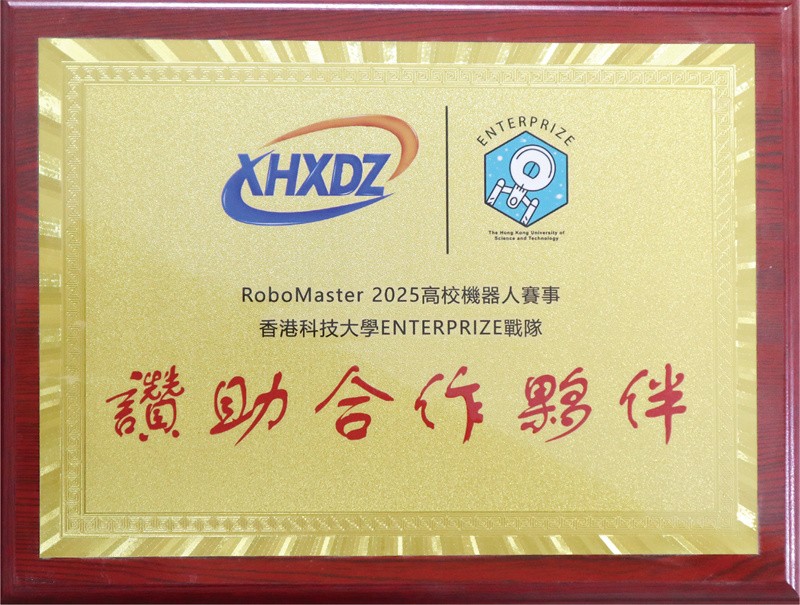 XHXDZ
ENTERPRIZE
The Hong Kong University of
Science and Technology
RoboMaster 2025高校機器人賽事
香港科技大學ENTERPRIZE戰隊
讚助合作夥伴